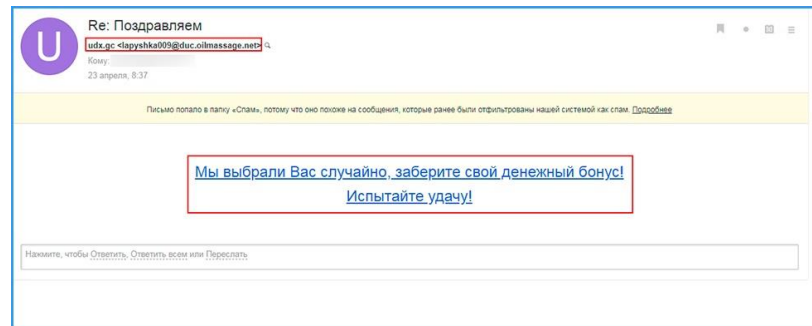 U
Re: Поздравляем
udx.gc <lapyshka009@duc.oilmassage.net>
Кому:
23 апреля, 8:37
Письмо попало в папку «Спам», потому что оно похоже на сообщения, которые ранее были отфильтрованы нашей системой как спам. Подробнее
Мы выбрали Вас случайно, заберите свой денежный бонус!
Испытайте удачу!
Нажмите, чтобы Ответить, Ответить всем или Переслать